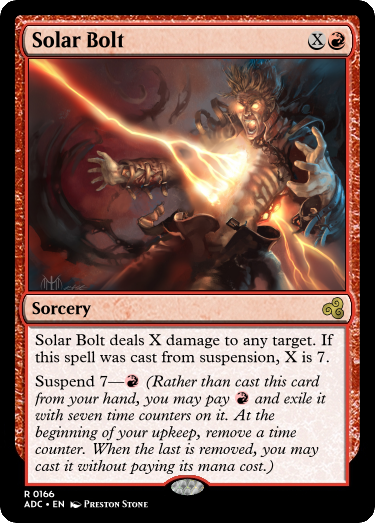 Solar Bolt X
Sorcery
Solar Bolt deals X damage to any target. If
this spell was cast from suspension, X is 7.
Suspend 7— (Rather than cast this card
from your hand, you may pay and exile it
with seven time counters on it. At the
beginning of your upkeep, remove a time
counter. When the last is removed, you may
cast it without paying its mana cost.)
R 0166
ADC • EN Preston Stone